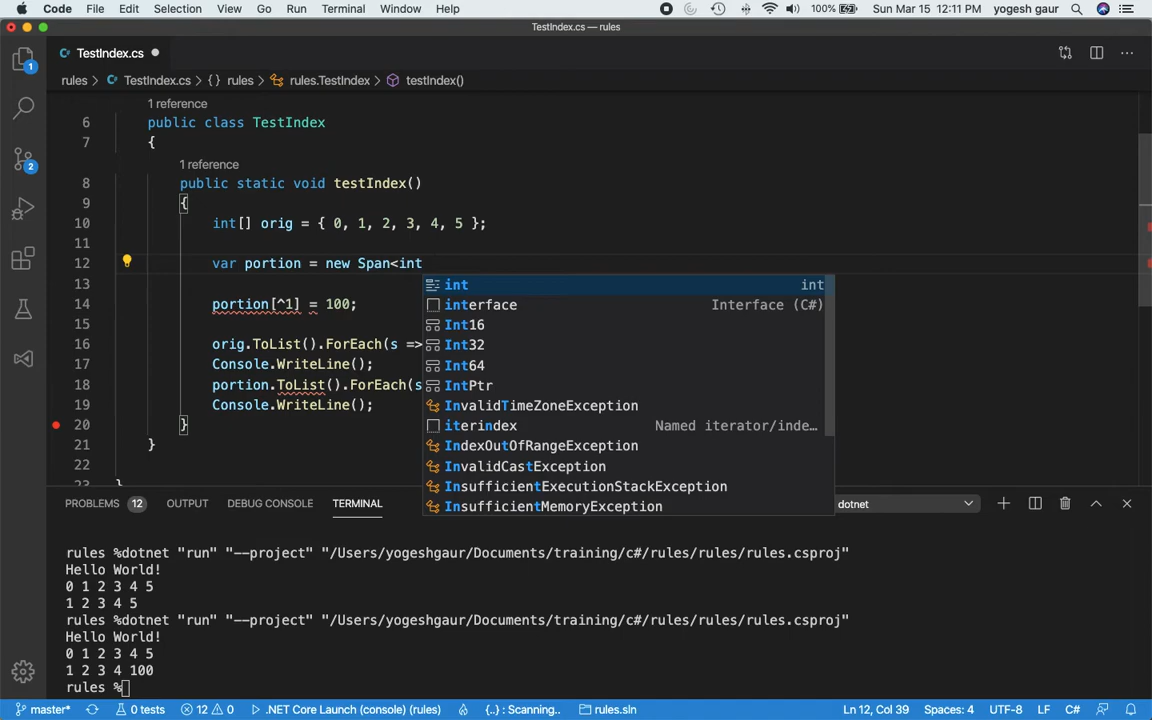 Code File Edit Selection View Go Run Terminal Window Help 100% Sun Mar 15 12:11 PM yogesh gaur
TestIndex.cs — rules
TestIndex.cs
rules > TestIndex.cs > {} rules > rules.TestIndex > testIndex()
1 reference
6 public class TestIndex
7 {
1 reference
8 public static void testIndex()
9 {
10 int[] orig = { 0, 1, 2, 3, 4, 5 };
11
12 var portion = new Span<int
13
14 portion[^1] = 100;
15
16 orig.ToList().ForEach(s =>
17 Console.WriteLine();
18 portion.ToList().ForEach(s
19 Console.WriteLine();
20 }
21 }
22
23 }
int int
interface Interface (C#)
Int16
Int32
Int64
IntPtr
InvalidTimeZoneException
iterindex Named iterator/inde…
IndexOutOfRangeException
InvalidCastException
InsufficientExecutionStackException
InsufficientMemoryException
1
2
PROBLEMS 12 OUTPUT DEBUG CONSOLE TERMINAL dotnet
rules %dotnet "run" "--project" "/Users/yogeshgaur/Documents/training/c#/rules/rules/rules.csproj"
Hello World!
0 1 2 3 4 5
1 2 3 4 5
rules %dotnet "run" "--project" "/Users/yogeshgaur/Documents/training/c#/rules/rules/rules.csproj"
Hello World!
0 1 2 3 4 5
1 2 3 4 100
rules %
master* 0 tests 12 0 .NET Core Launch (console) (rules) {..} : Scanning.. rules.sln Ln 12, Col 39 Spaces: 4 UTF-8 LF C#